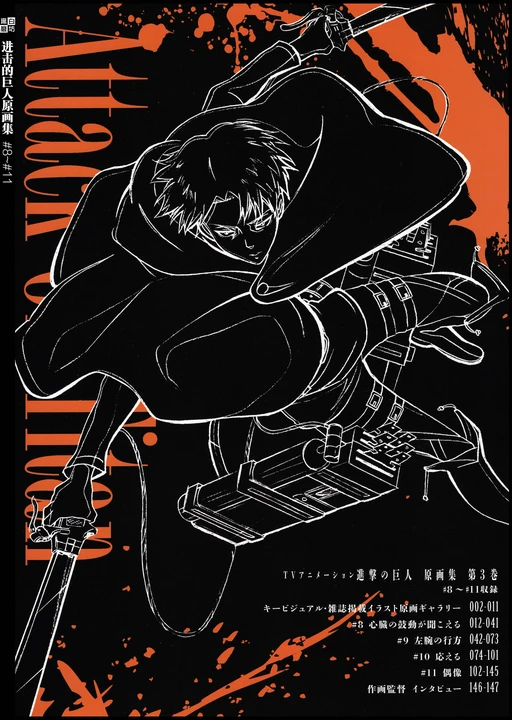 黑白坊
进击的巨人原画集 #8~#11
Attack on Titan
TVアニメーション 進撃の巨人 原画集 第3巻
#8~#11収録
キービジュアル・雑誌掲載イラスト原画ギャラリー 002-011
#8 心臓の鼓動が聞こえる 012-041
#9 左腕の行方 042-073
#10 応える 074-101
#11 偶像 102-145
作画監督 インタビュー 146-147